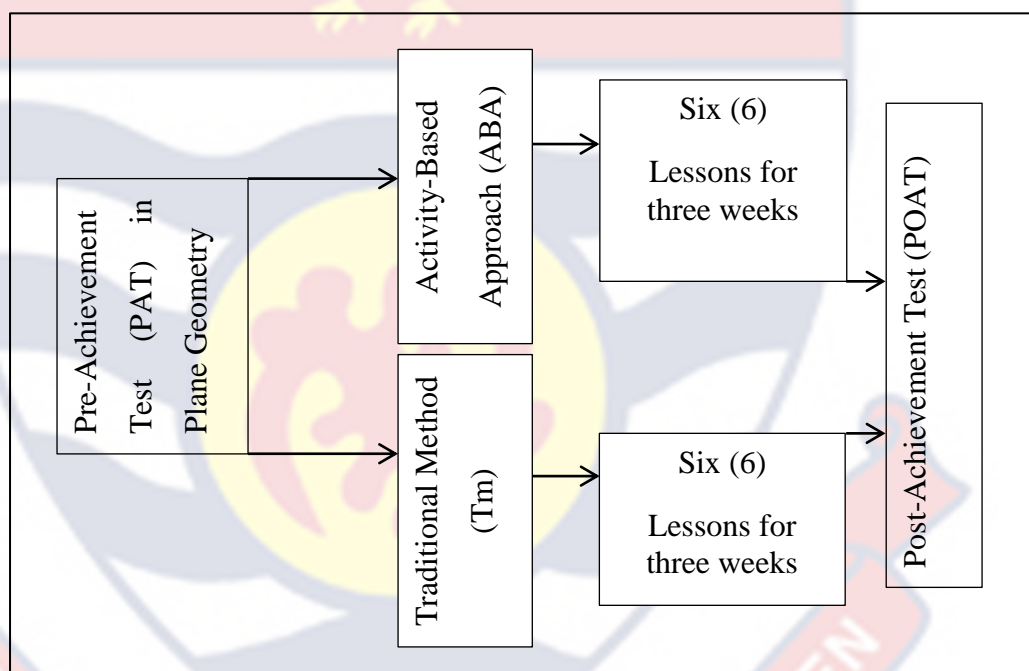 Pre-Achievement
Test (PAT) in
Plane Geometry
Activity-Based
Approach (ABA)
Six (6)
Lessons for
three weeks
Traditional Method
(Tm)
Six (6)
Lessons for
three weeks
Post-Achievement Test (POAT)